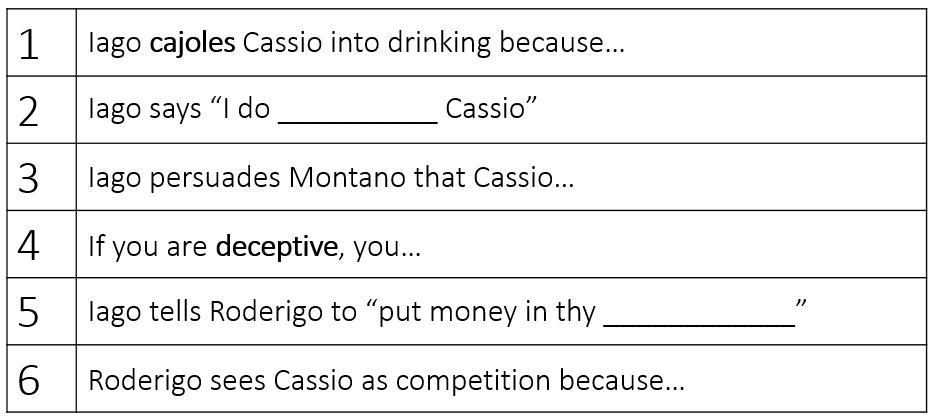 1 Iago cajoles Cassio into drinking because...
2 Iago says “I do __________ Cassio”
3 Iago persuades Montano that Cassio...
4 If you are deceptive, you...
5 Iago tells Roderigo to “put money in thy ____________”
6 Roderigo sees Cassio as competition because...